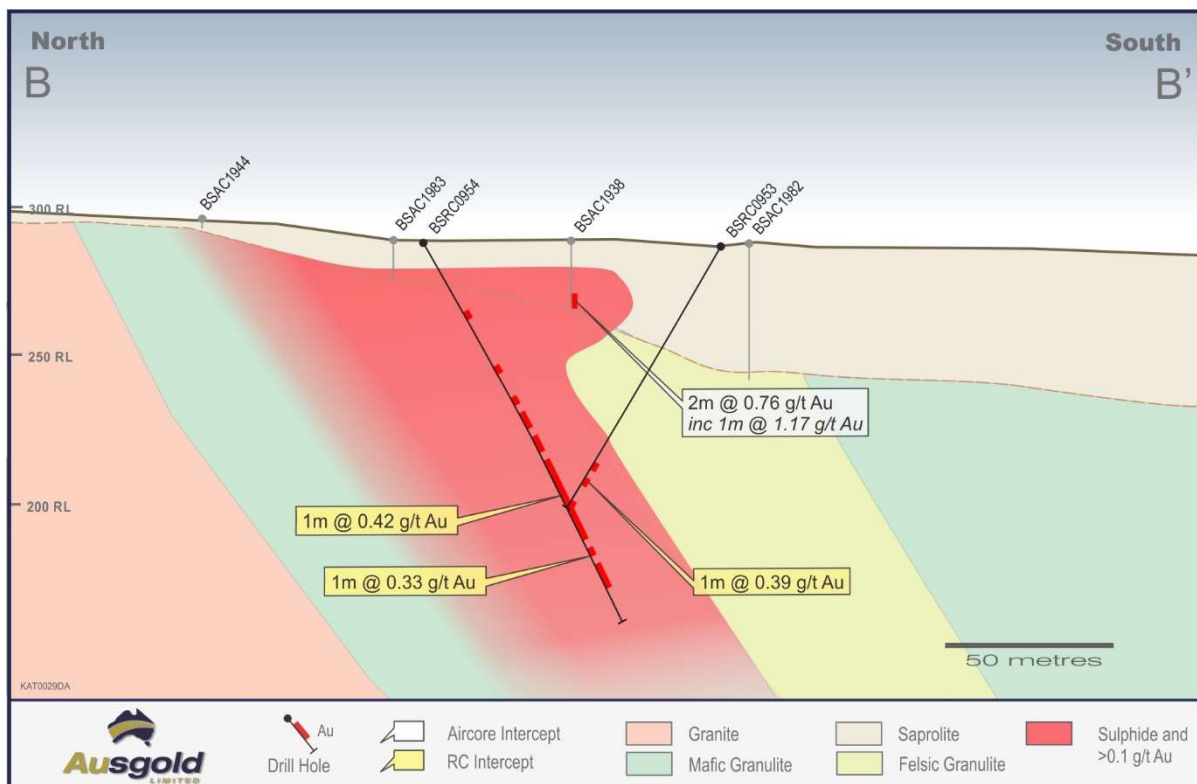 North
South
B
B'
BSAC1944
BSAC1983
BSRC0954
BSAC1938
BSRC0953
BSAC1982
300 RL
250 RL
200 RL
2m @ 0.76 g/t Au
inc 1m @ 1.17 g/t Au
1m @ 0.42 g/t Au
1m @ 0.33 g/t Au
1m @ 0.39 g/t Au
50 metres
KAT0029DA
Ausgold
LIMITED
Au
Drill Hole
Aircore Intercept
RC Intercept
Granite
Mafic Granulite
Saprolite
Felsic Granulite
Sulphide and
>0.1 g/t Au